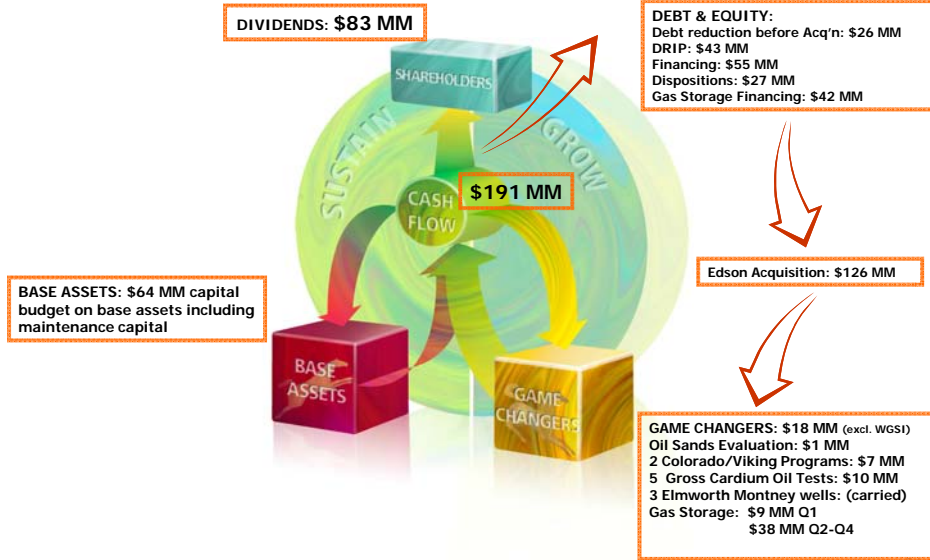 DIVIDENDS: $83 MM
DEBT & EQUITY:
Debt reduction before Acq'n: $26 MM
DRIP: $43 MM
Financing: $55 MM
Dispositions: $27 MM
Gas Storage Financing: $42 MM
SHAREHOLDERS
SUSTAIN
GROW
CASH
FLOW
$191 MM
Edson Acquisition: $126 MM
BASE ASSETS: $64 MM capital
budget on base assets including
maintenance capital
BASE
ASSETS
GAME
CHANGERS
GAME CHANGERS: $18 MM (excl. WGSI)
Oil Sands Evaluation: $1 MM
2 Colorado/Viking Programs: $7 MM
5 Gross Cardium Oil Tests: $10 MM
3 Elmworth Montney wells: (carried)
Gas Storage: $9 MM Q1
$38 MM Q2-Q4